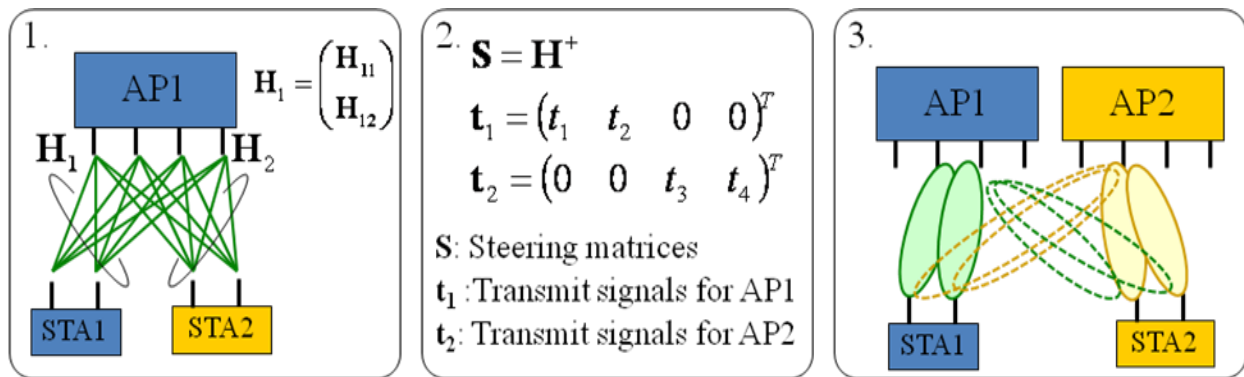 1.
AP1
H₁ = (H₁₁
H₁₂)
H₁
H₂
STA1
STA2
2.
S = H⁺
t₁ = (t₁ t₂ 0 0)ᵀ
t₂ = (0 0 t₃ t₄)ᵀ
S: Steering matrices
t₁ :Transmit signals for AP1
t₂: Transmit signals for AP2
3.
AP1
AP2
STA1
STA2